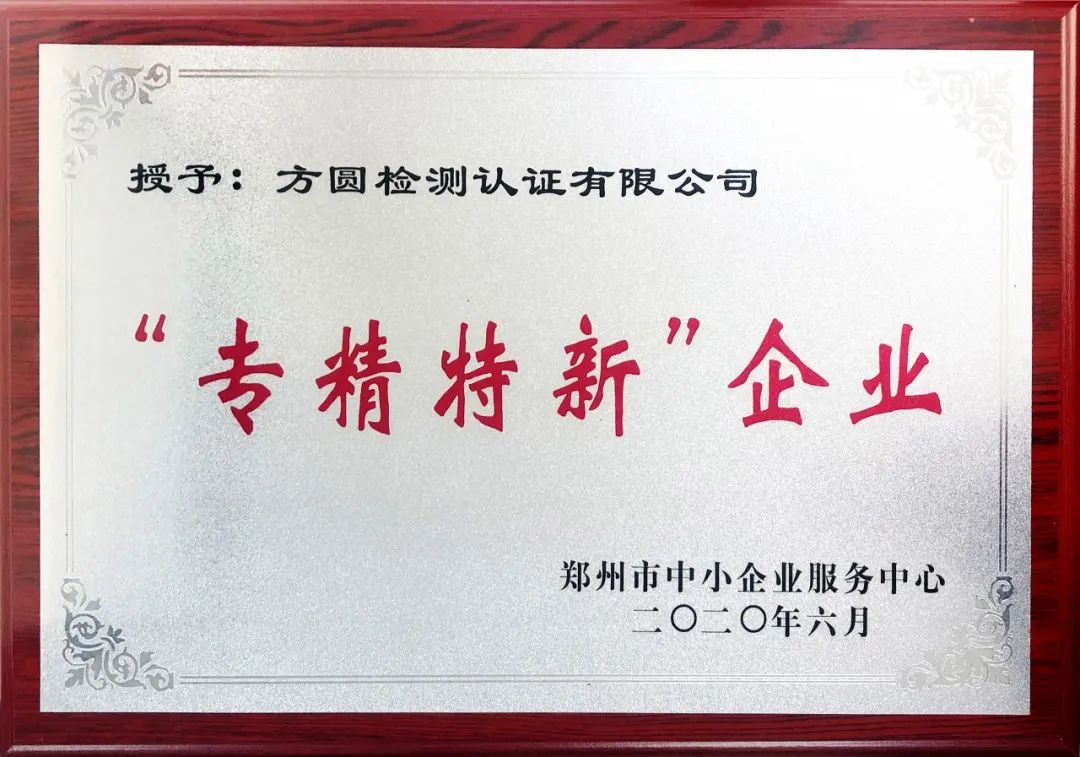 授予：方圆检测认证有限公司
“专精特新”企业
郑州市中小企业服务中心
二〇二〇年六月